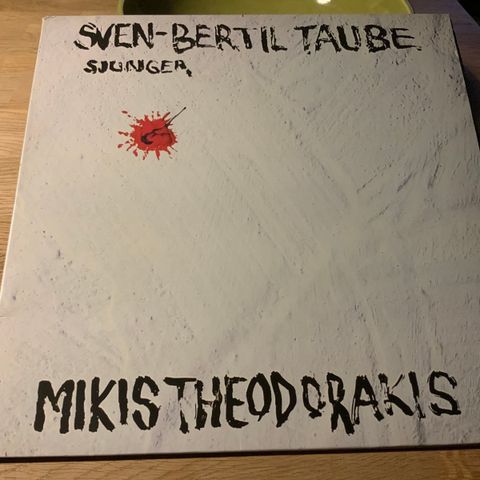 SVEN-BERTIL TAUBE
SJUNGER
MIKIS THEODORAKIS